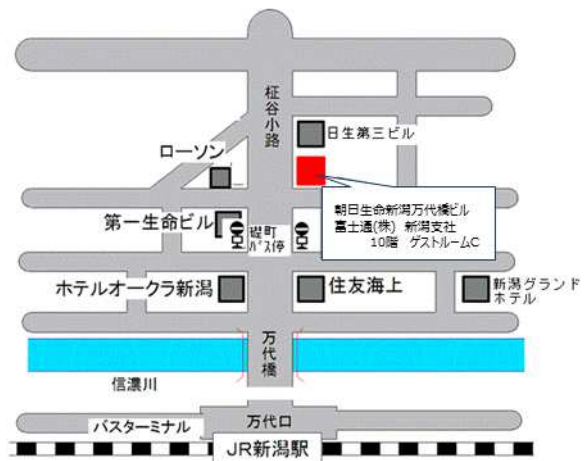 柾谷小路
日生第三ビル
ローソン
朝日生命新潟万代橋ビル
富士通(株) 新潟支社
10階 ゲストルームC
第一生命ビル
礎町
バス停
ホテルオークラ新潟
住友海上
新潟グランド
ホテル
万代橋
信濃川
万代口
バスターミナル
JR新潟駅